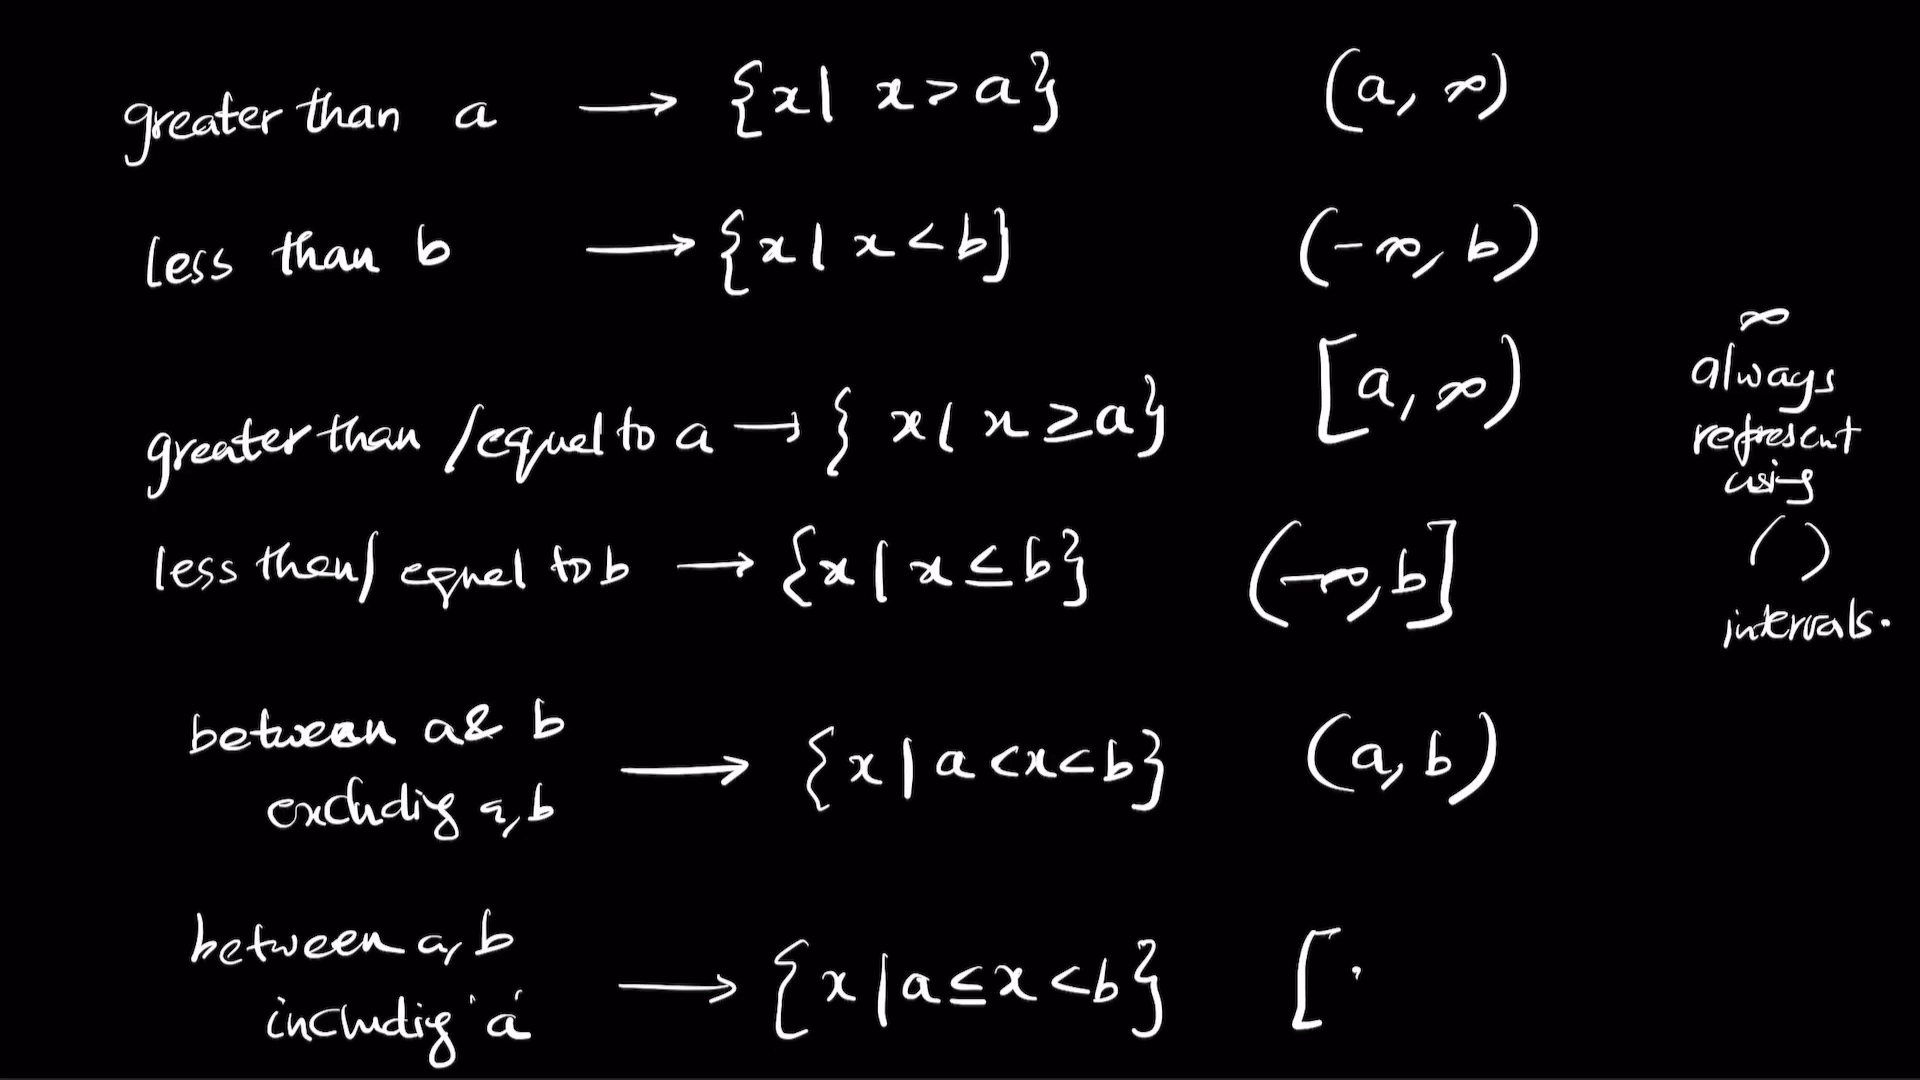 greater than a → {x| x>a} (a, ∞)
less than b → {x| x<b} (-∞, b)
greater than /equal to a → { x| x≥a} [a, ∞)
less then/ equal to b → {x| x≤b} (-∞,b]
∞
always
represent
using
( )
intervals.
between a& b
excluding a,b → {x| a<x<b} (a,b)
between a, b
including 'a' → {x|a≤x<b} [